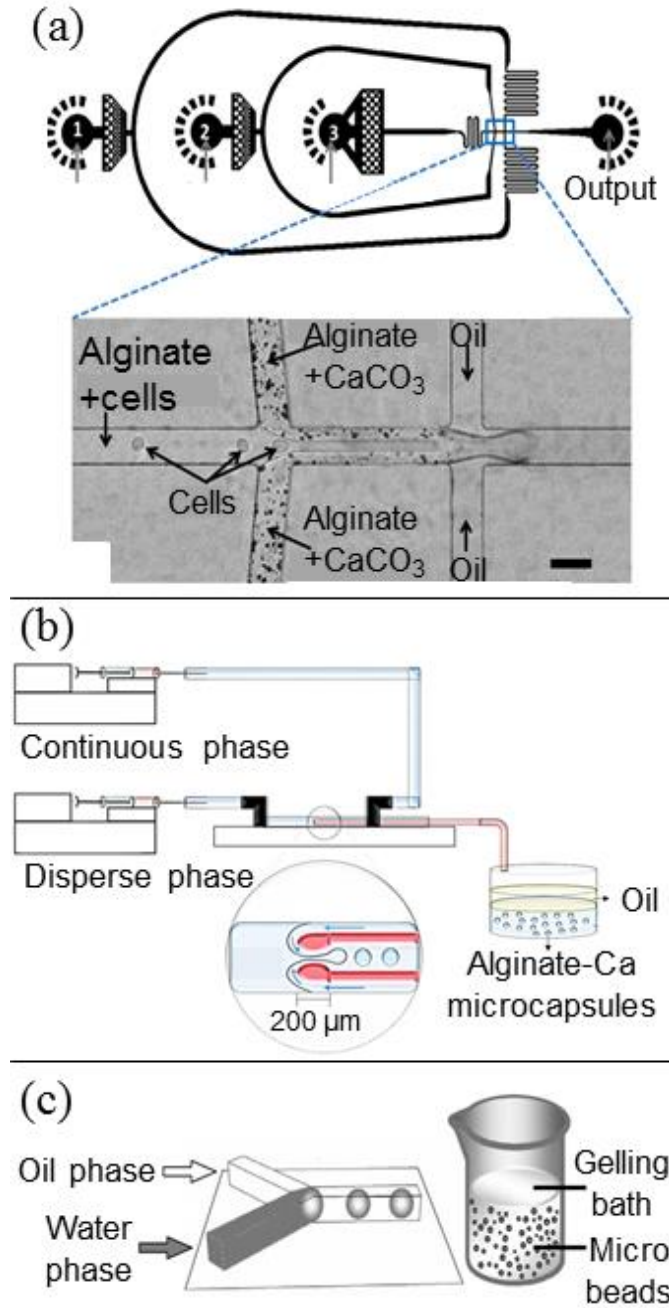 (a)
1
2
3
Output
Alginate
+cells
Alginate
+CaCO3
Oil
Cells
Alginate
+CaCO3
Oil
(b)
Continuous phase
Disperse phase
Oil
Alginate-Ca
microcapsules
200 µm
(c)
Oil phase
Water
phase
Gelling
bath
Micro
beads